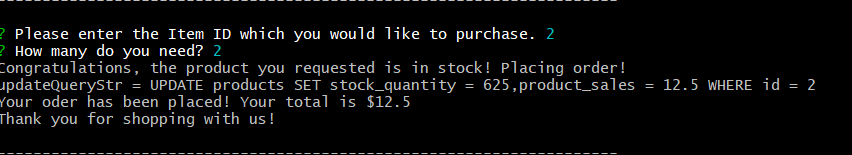 --------------------------------------------------------------
? Please enter the Item ID which you would like to purchase. 2
? How many do you need? 2
Congratulations, the product you requested is in stock! Placing order!
updateQueryStr = UPDATE products SET stock_quantity = 625,product_sales = 12.5 WHERE id = 2
Your oder has been placed! Your total is $12.5
Thank you for shopping with us!
--------------------------------------------------------------